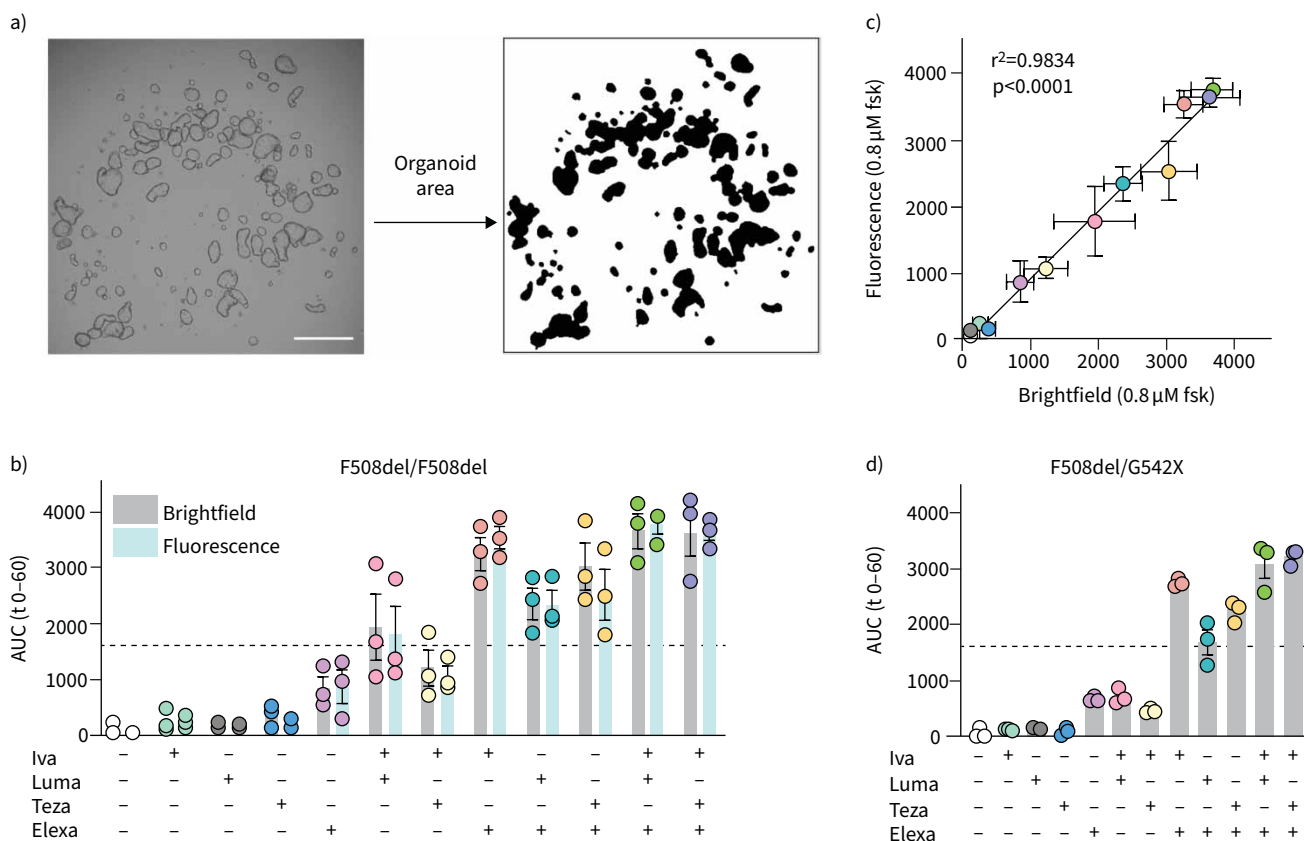 a)
Organoid
area
c)
r²=0.9834
p<0.0001
Fluorescence (0.8 μM fsk)
4000
3000
2000
1000
0
0 1000 2000 3000 4000
Brightfield (0.8 μM fsk)
b)
F508del/F508del
Brightfield
Fluorescence
AUC (t 0–60)
4000
3000
2000
1000
0
Iva – + – – – + + + – – + +
Luma – – + – – + – – + – + –
Teza – – – + – – + – – + – +
Elexa – – – – + – – + + + + +
d)
F508del/G542X
AUC (t 0–60)
4000
3000
2000
1000
0
Iva – + – – – + + + – – + +
Luma – – + – – + – – + – + –
Teza – – – + – – + – – + – +
Elexa – – – – + – – + + + + +